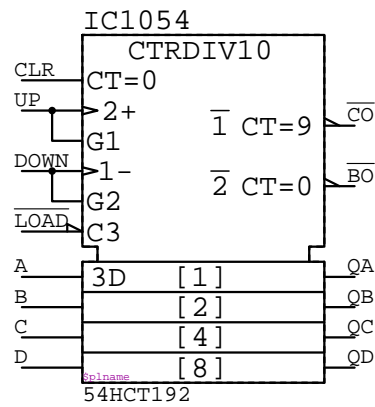 IC1054
CTRDIV10
CLR CT=0
UP 2+
1 CT=9 CO
G1
DOWN 1-
2 CT=0 BO
G2
LOAD C3
A 3D [1] QA
B [2] QB
C [4] QC
D [8] QD
$plname
54HCT192